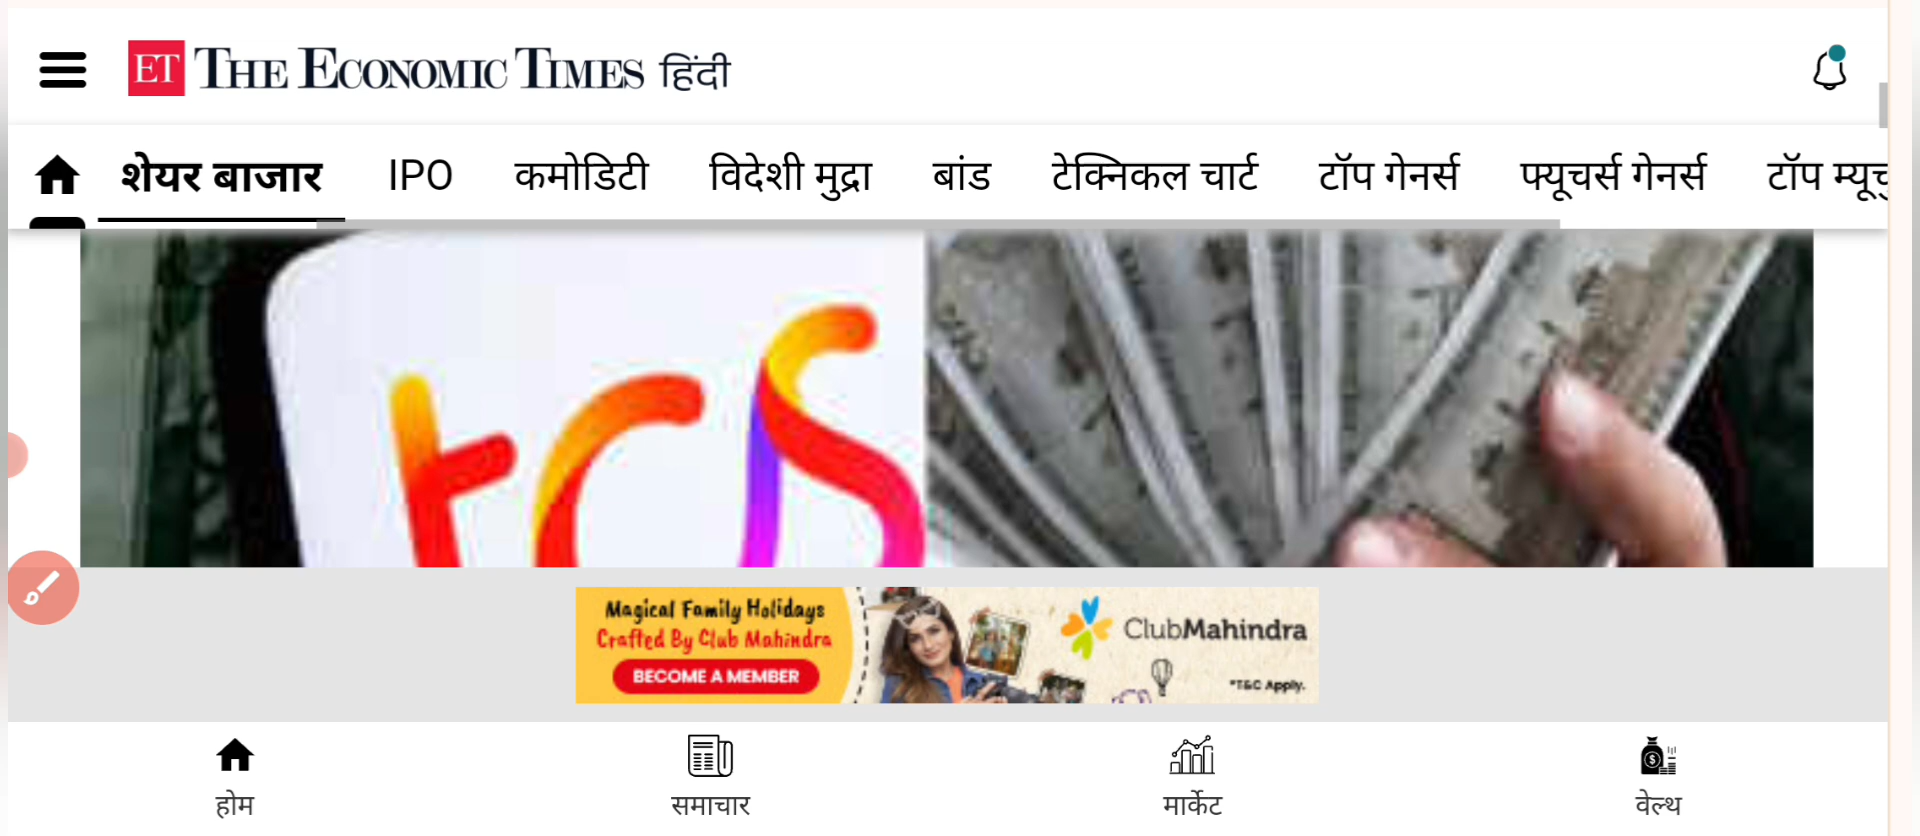 ET THE ECONOMIC TIMES हिंदी
शेयर बाजार IPO कमोडिटी विदेशी मुद्रा बांड टेक्निकल चार्ट टॉप गेनर्स फ्यूचर्स गेनर्स टॉप
tcs
Magical Family Holidays
Crafted By Club Mahindra
BECOME A MEMBER
ClubMahindra
*T&C Apply.
होम समाचार मार्केट वेल्थ